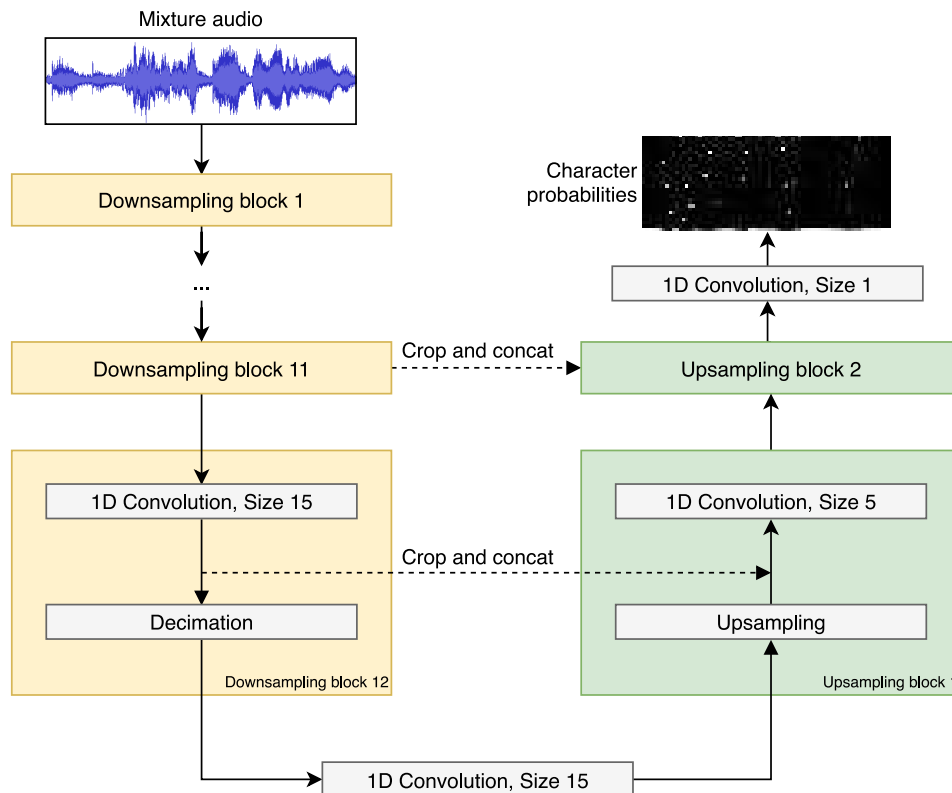 Mixture audio
Downsampling block 1
...
Downsampling block 11
1D Convolution, Size 15
Decimation
Downsampling block 12
1D Convolution, Size 15
Crop and concat
Crop and concat
Character
probabilities
1D Convolution, Size 1
Upsampling block 2
1D Convolution, Size 5
Upsampling
Upsampling block